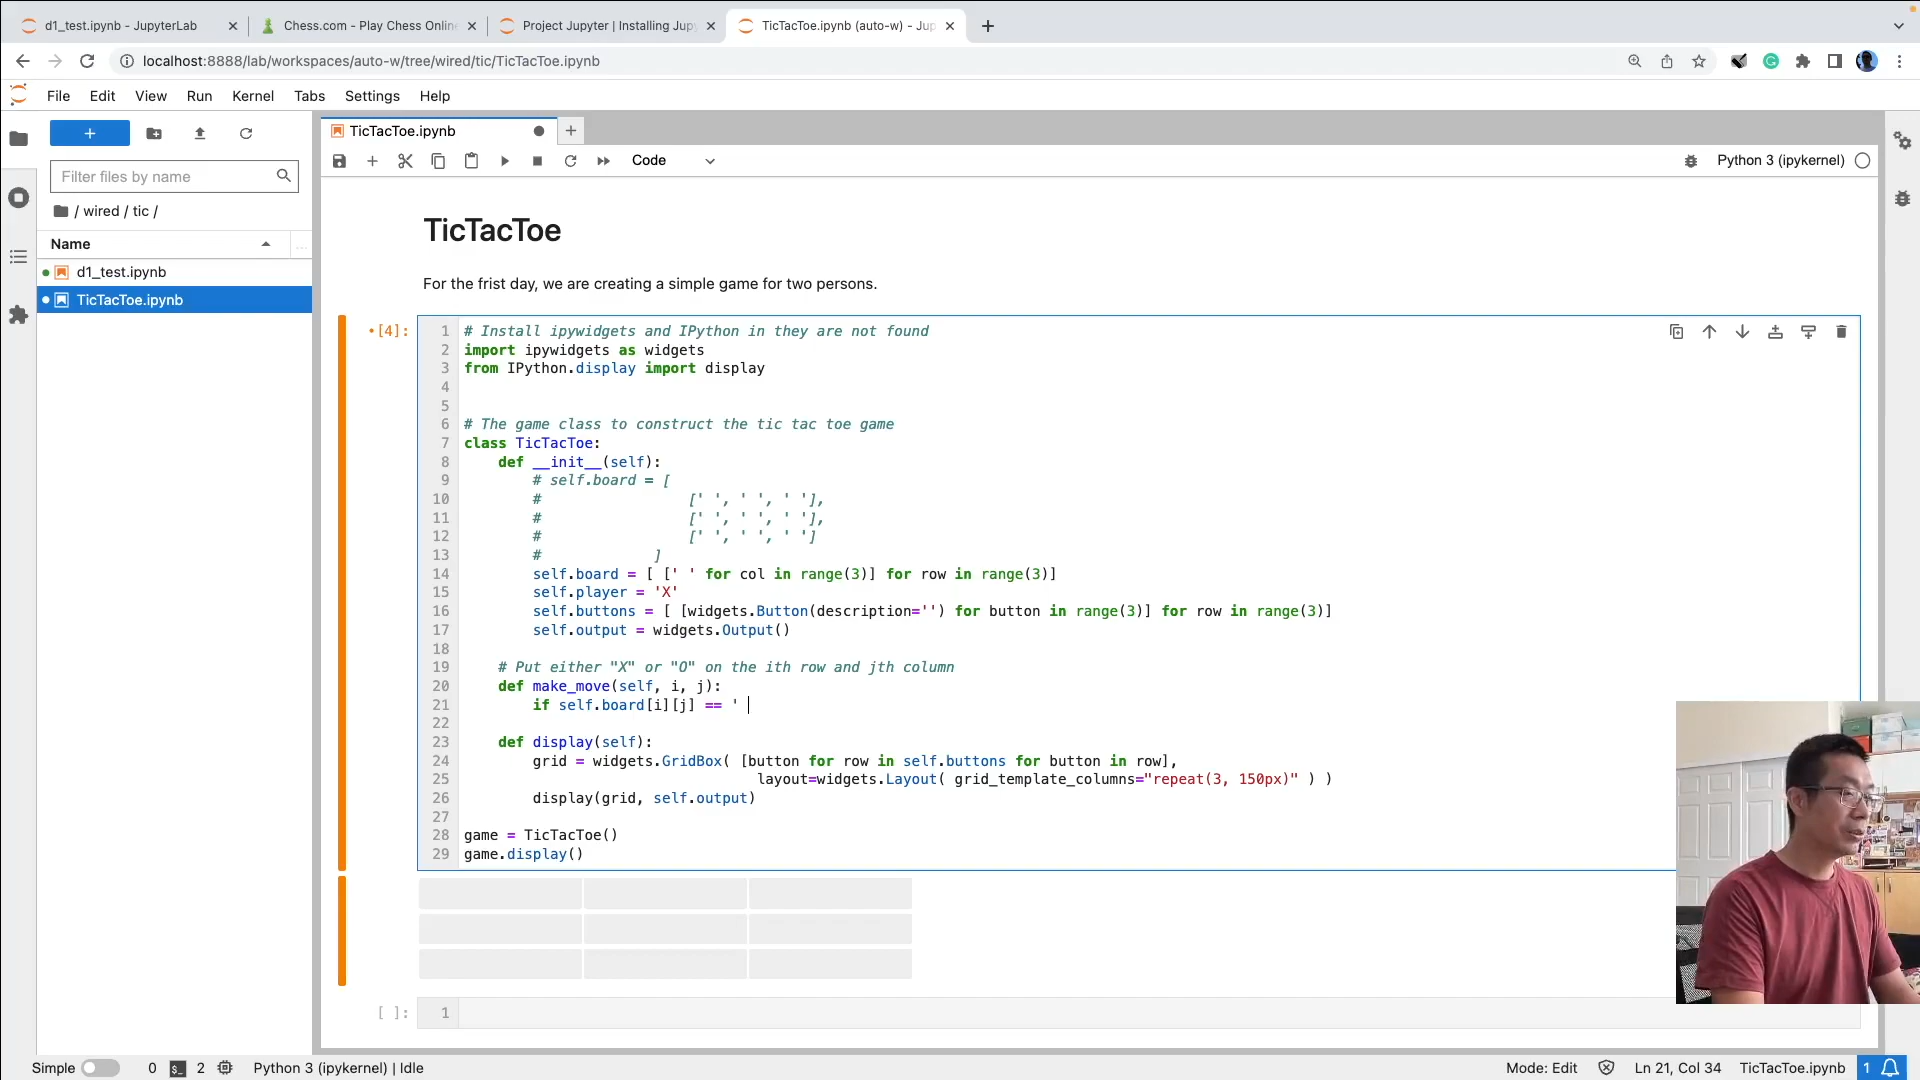 d1_test.ipynb - JupyterLab
Chess.com - Play Chess Online
Project Jupyter | Installing Jupy
TicTacToe.ipynb (auto-w) - Jup
localhost:8888/lab/workspaces/auto-w/tree/wired/tic/TicTacToe.ipynb
File Edit View Run Kernel Tabs Settings Help
+
TicTacToe.ipynb
Code
Python 3 (ipykernel)
Filter files by name
/ wired / tic /
Name
d1_test.ipynb
TicTacToe.ipynb
TicTacToe
For the frist day, we are creating a simple game for two persons.
[4]:
1 # Install ipywidgets and IPython in they are not found
2 import ipywidgets as widgets
3 from IPython.display import display
4
5
6 # The game class to construct the tic tac toe game
7 class TicTacToe:
8     def __init__(self):
9         # self.board = [
10         #                 [' ', ' ', ' '],
11         #                 [' ', ' ', ' '],
12         #                 [' ', ' ', ' ']
13         #             ]
14         self.board = [ [' ' for col in range(3)] for row in range(3)]
15         self.player = 'X'
16         self.buttons = [ [widgets.Button(description='') for button in range(3)] for row in range(3)]
17         self.output = widgets.Output()
18
19     # Put either "X" or "O" on the ith row and jth column
20     def make_move(self, i, j):
21         if self.board[i][j] == '
22
23     def display(self):
24         grid = widgets.GridBox( [button for row in self.buttons for button in row],
25                                   layout=widgets.Layout( grid_template_columns="repeat(3, 150px)" ) )
26         display(grid, self.output)
27
28 game = TicTacToe()
29 game.display()
[ ]: 1
Simple 0 2 Python 3 (ipykernel) | Idle
Mode: Edit Ln 21, Col 34 TicTacToe.ipynb 1